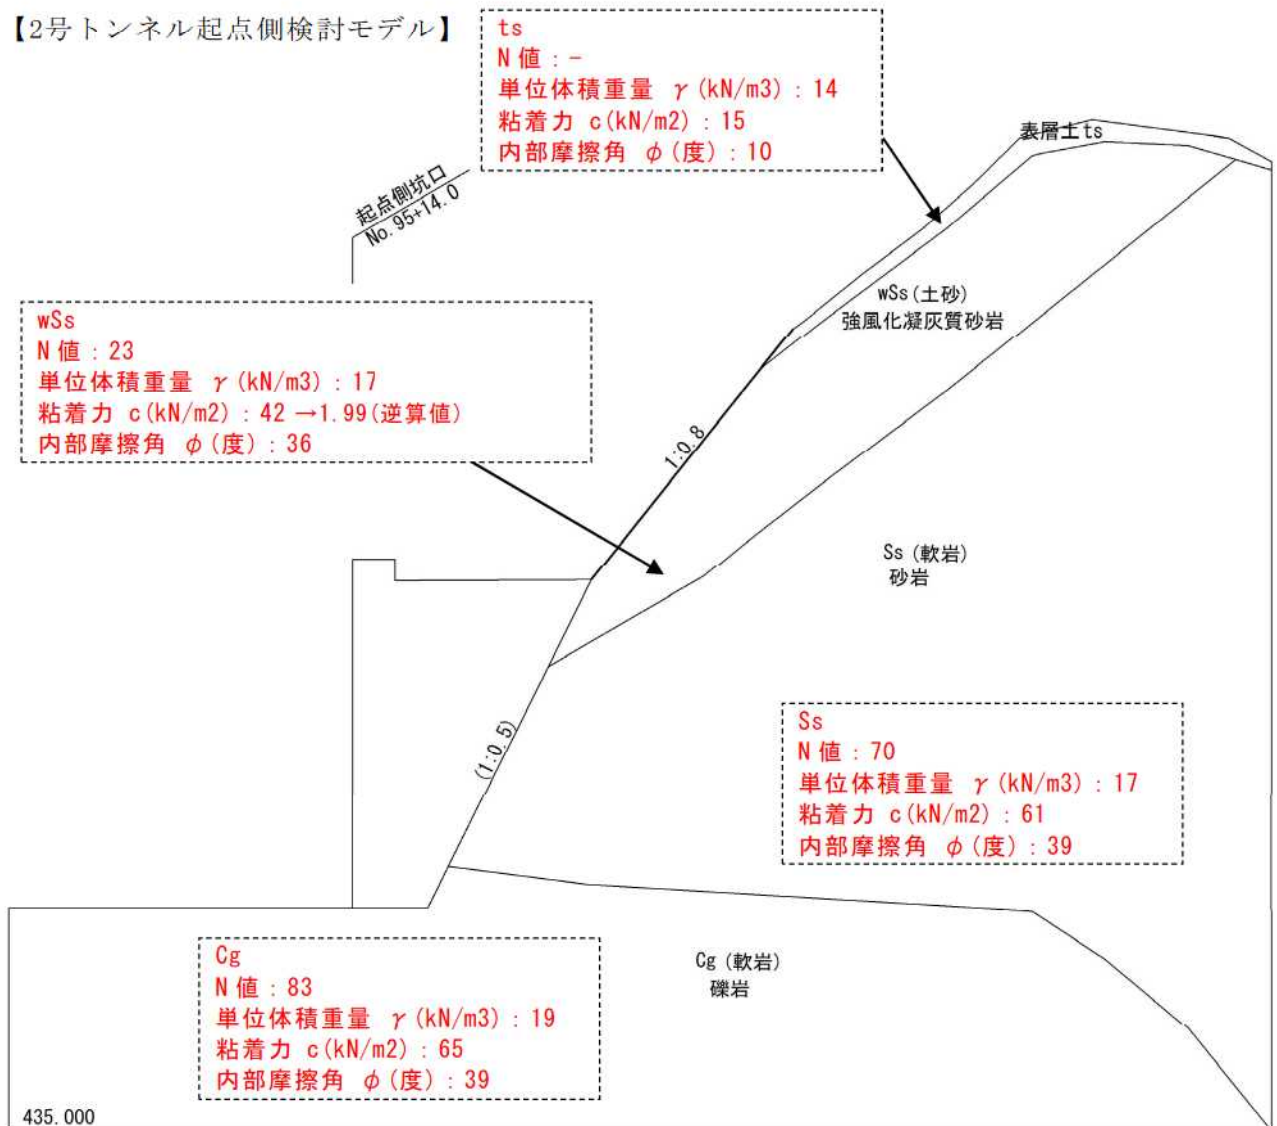 【2号トンネル起点側検討モデル】
ts
N値：-
単位体積重量 γ(kN/m3)：14
粘着力 c(kN/m2)：15
内部摩擦角 φ(度)：10
表層土ts
起点側坑口
No.95+14.0
wSs(土砂)
強風化凝灰質砂岩
wSs
N値：23
単位体積重量 γ(kN/m3)：17
粘着力 c(kN/m2)：42→1.99(逆算値)
内部摩擦角 φ(度)：36
1:0.8
Ss(軟岩)
砂岩
(1:0.5)
Ss
N値：70
単位体積重量 γ(kN/m3)：17
粘着力 c(kN/m2)：61
内部摩擦角 φ(度)：39
Cg
N値：83
単位体積重量 γ(kN/m3)：19
粘着力 c(kN/m2)：65
内部摩擦角 φ(度)：39
Cg(軟岩)
礫岩
435.000